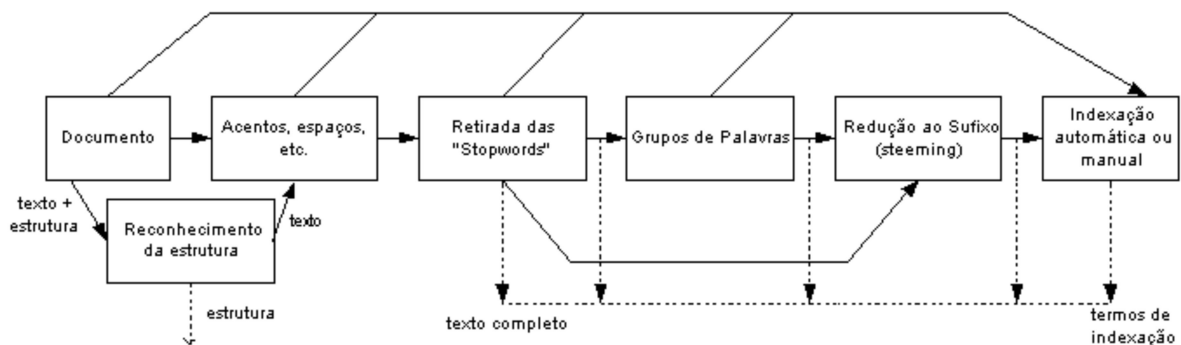 Documento
Acentos, espaços,
etc.
Retirada das
"Stopwords"
Grupos de Palavras
Redução ao Sufixo
(steeming)
Indexação
automática ou
manual
texto +
estrutura
Reconhecimento
da estrutura
texto
estrutura
texto completo
termos de
indexação